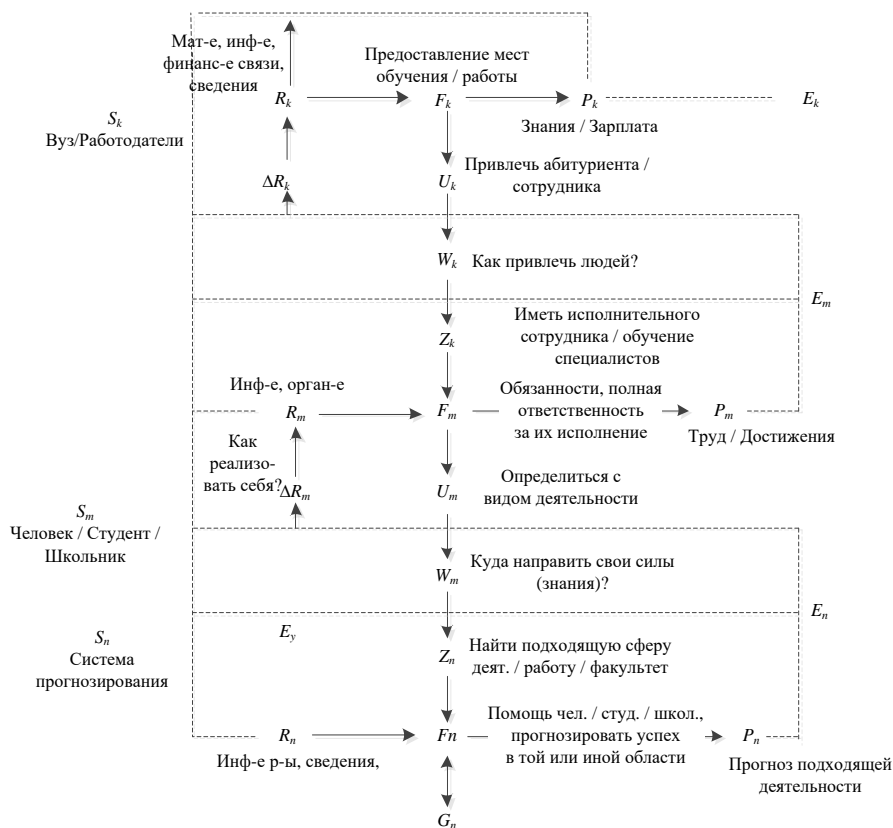 Мат-е, инф-е,
финанс-е связи,
сведения
Предоставление мест
обучения / работы
R_k
F_k
P_k
E_k
S_k
Вуз/Работодатели
Знания / Зарплата
ΔR_k
U_k
Привлечь абитуриента /
сотрудника
W_k
Как привлечь людей?
E_m
Z_k
Иметь исполнительного
сотрудника / обучение
специалистов
Инф-е, орган-е
R_m
F_m
Обязанности, полная
ответственность
за их исполнение
P_m
Труд / Достижения
Как
реализо-
вать себя?
ΔR_m
U_m
Определиться с
видом деятельности
S_m
Человек / Студент /
Школьник
W_m
Куда направить свои силы
(знания)?
E_n
E_y
S_n
Система
прогнозирования
Z_n
Найти подходящую сферу
деят. / работу / факультет
R_n
Инф-е р-ы, сведения,
Fn
Помощь чел. / студ. / школ.,
прогнозировать успех
в той или иной области
P_n
Прогноз подходящей
деятельности
G_n